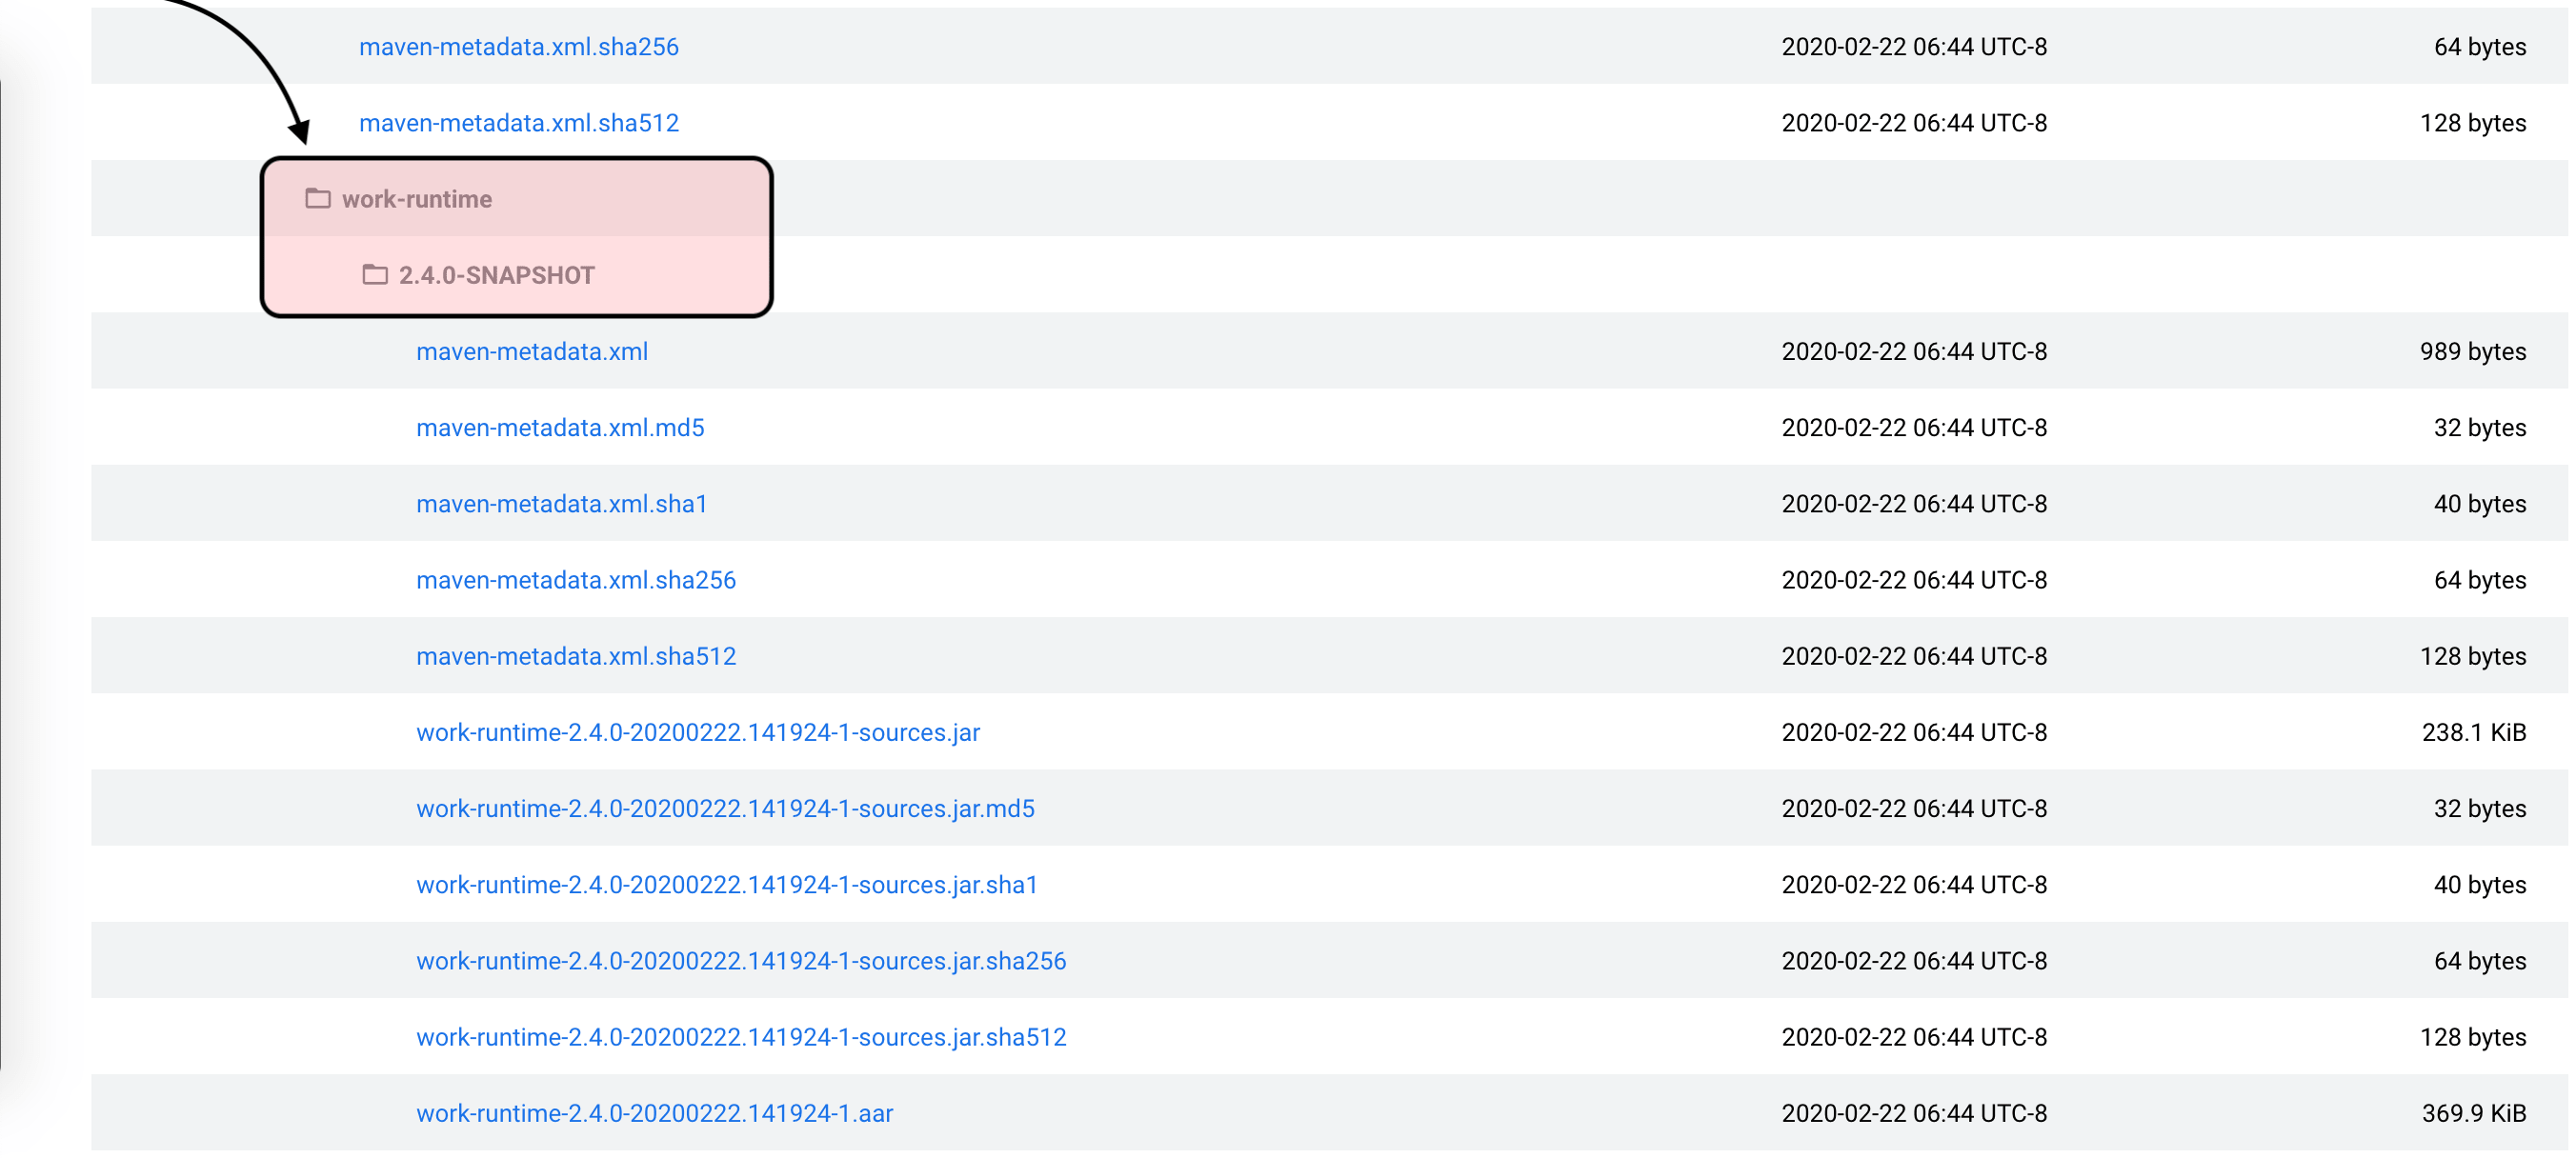 maven-metadata.xml.sha256 2020-02-22 06:44 UTC-8 64 bytes
maven-metadata.xml.sha512 2020-02-22 06:44 UTC-8 128 bytes
work-runtime
2.4.0-SNAPSHOT
maven-metadata.xml 2020-02-22 06:44 UTC-8 989 bytes
maven-metadata.xml.md5 2020-02-22 06:44 UTC-8 32 bytes
maven-metadata.xml.sha1 2020-02-22 06:44 UTC-8 40 bytes
maven-metadata.xml.sha256 2020-02-22 06:44 UTC-8 64 bytes
maven-metadata.xml.sha512 2020-02-22 06:44 UTC-8 128 bytes
work-runtime-2.4.0-20200222.141924-1-sources.jar 2020-02-22 06:44 UTC-8 238.1 KiB
work-runtime-2.4.0-20200222.141924-1-sources.jar.md5 2020-02-22 06:44 UTC-8 32 bytes
work-runtime-2.4.0-20200222.141924-1-sources.jar.sha1 2020-02-22 06:44 UTC-8 40 bytes
work-runtime-2.4.0-20200222.141924-1-sources.jar.sha256 2020-02-22 06:44 UTC-8 64 bytes
work-runtime-2.4.0-20200222.141924-1-sources.jar.sha512 2020-02-22 06:44 UTC-8 128 bytes
work-runtime-2.4.0-20200222.141924-1.aar 2020-02-22 06:44 UTC-8 369.9 KiB